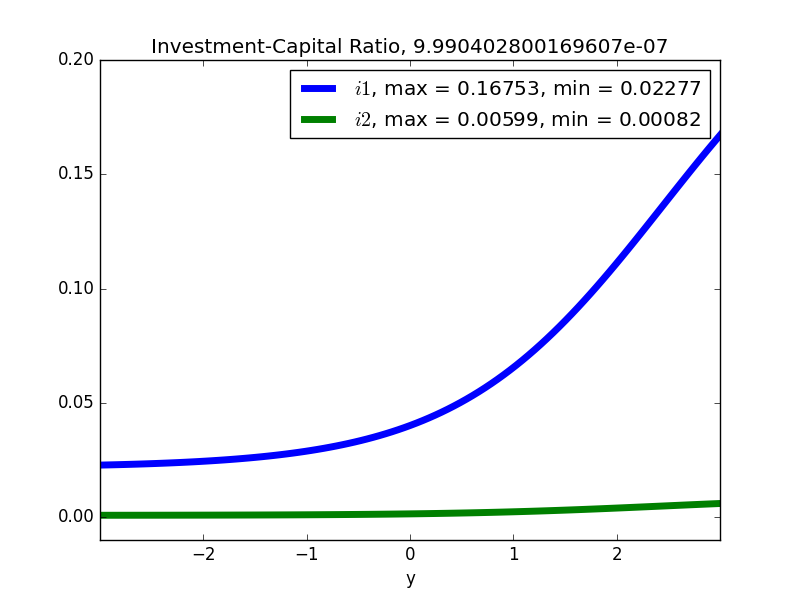 Investment-Capital Ratio, 9.990402800169607e-07
0.20
i1, max = 0.16753, min = 0.02277
i2, max = 0.00599, min = 0.00082
0.15
0.10
0.05
0.00
−2 −1 0 1 2
y